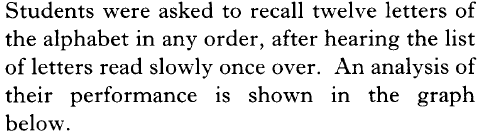 Students were asked to recall twelve letters of
the alphabet in any order, after hearing the list
of letters read slowly once over. An analysis of
their performance is shown in the graph
below.